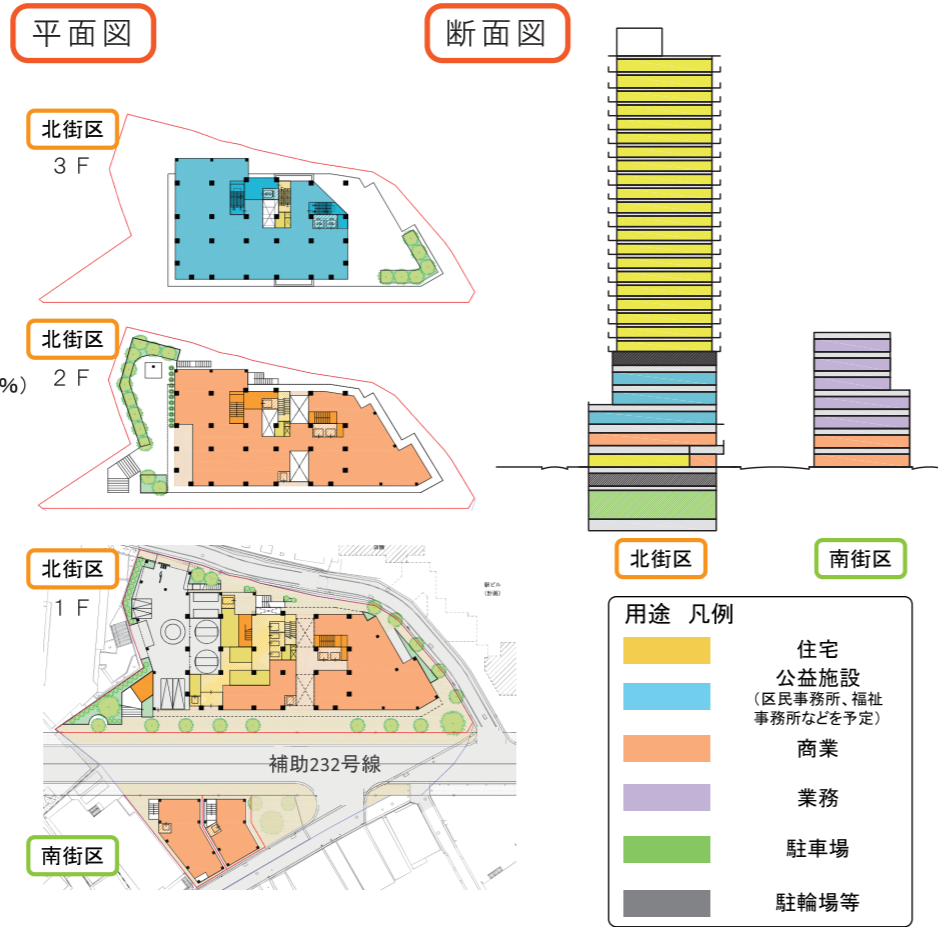 平面図
断面図
北街区
3 F
北街区
2 F
%)
北街区
1 F
補助232号線
南街区
北街区
南街区
用途 凡例
住宅
公益施設
(区民事務所、福祉
事務所などを予定)
商業
業務
駐車場
駐輪場等